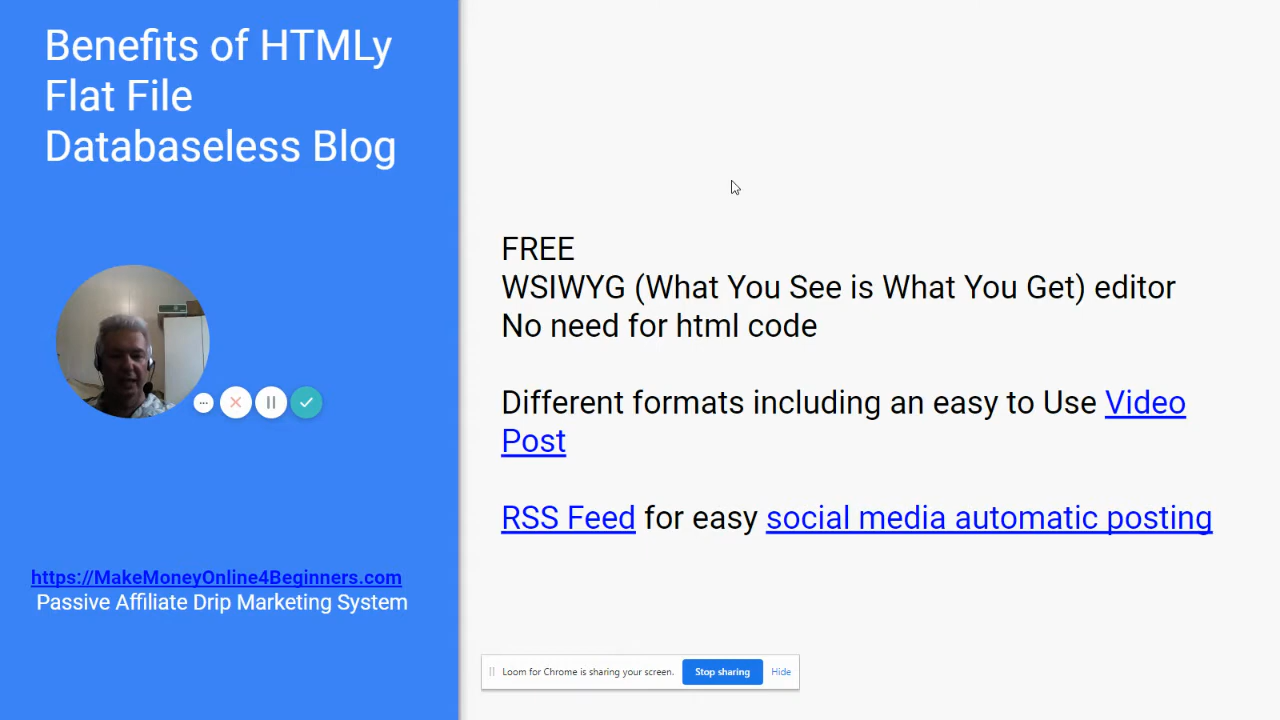 Benefits of HTMLy
Flat File
Databaseless Blog
FREE
WSIWYG (What You See is What You Get) editor
No need for html code
Different formats including an easy to Use Video
Post
RSS Feed for easy social media automatic posting
https://MakeMoneyOnline4Beginners.com
Passive Affiliate Drip Marketing System
Loom for Chrome is sharing your screen. Stop sharing Hide